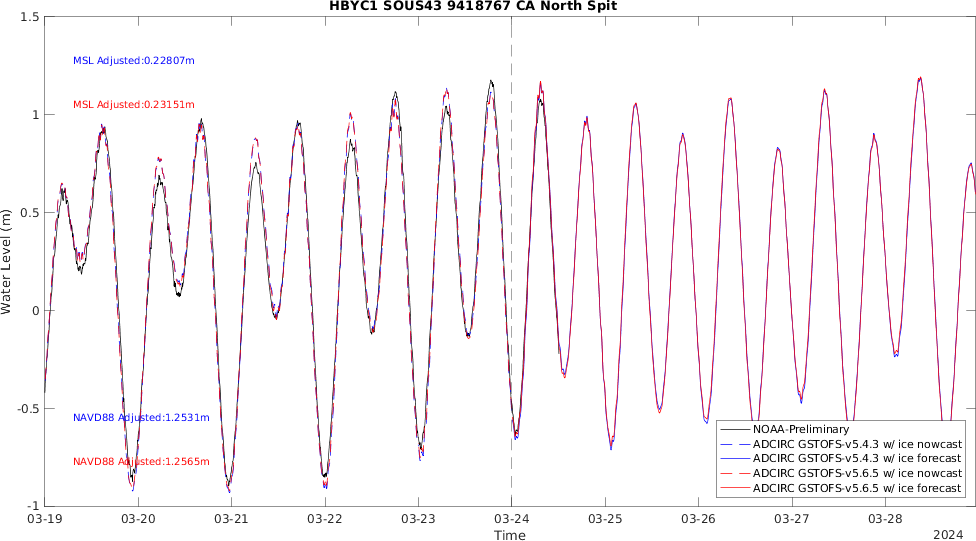 HBYC1 SOUS43 9418767 CA North Spit
1.5
MSL Adjusted:0.22807m
MSL Adjusted:0.23151m
1
0.5
Water Level (m)
0
-0.5
NAVD88 Adjusted:1.2531m
NAVD88 Adjusted:1.2565m
NOAA-Preliminary
ADCIRC GSTOFS-v5.4.3 w/ ice nowcast
ADCIRC GSTOFS-v5.4.3 w/ ice forecast
ADCIRC GSTOFS-v5.6.5 w/ ice nowcast
ADCIRC GSTOFS-v5.6.5 w/ ice forecast
-1
03-19 03-20 03-21 03-22 03-23 03-24 03-25 03-26 03-27 03-28
Time
2024